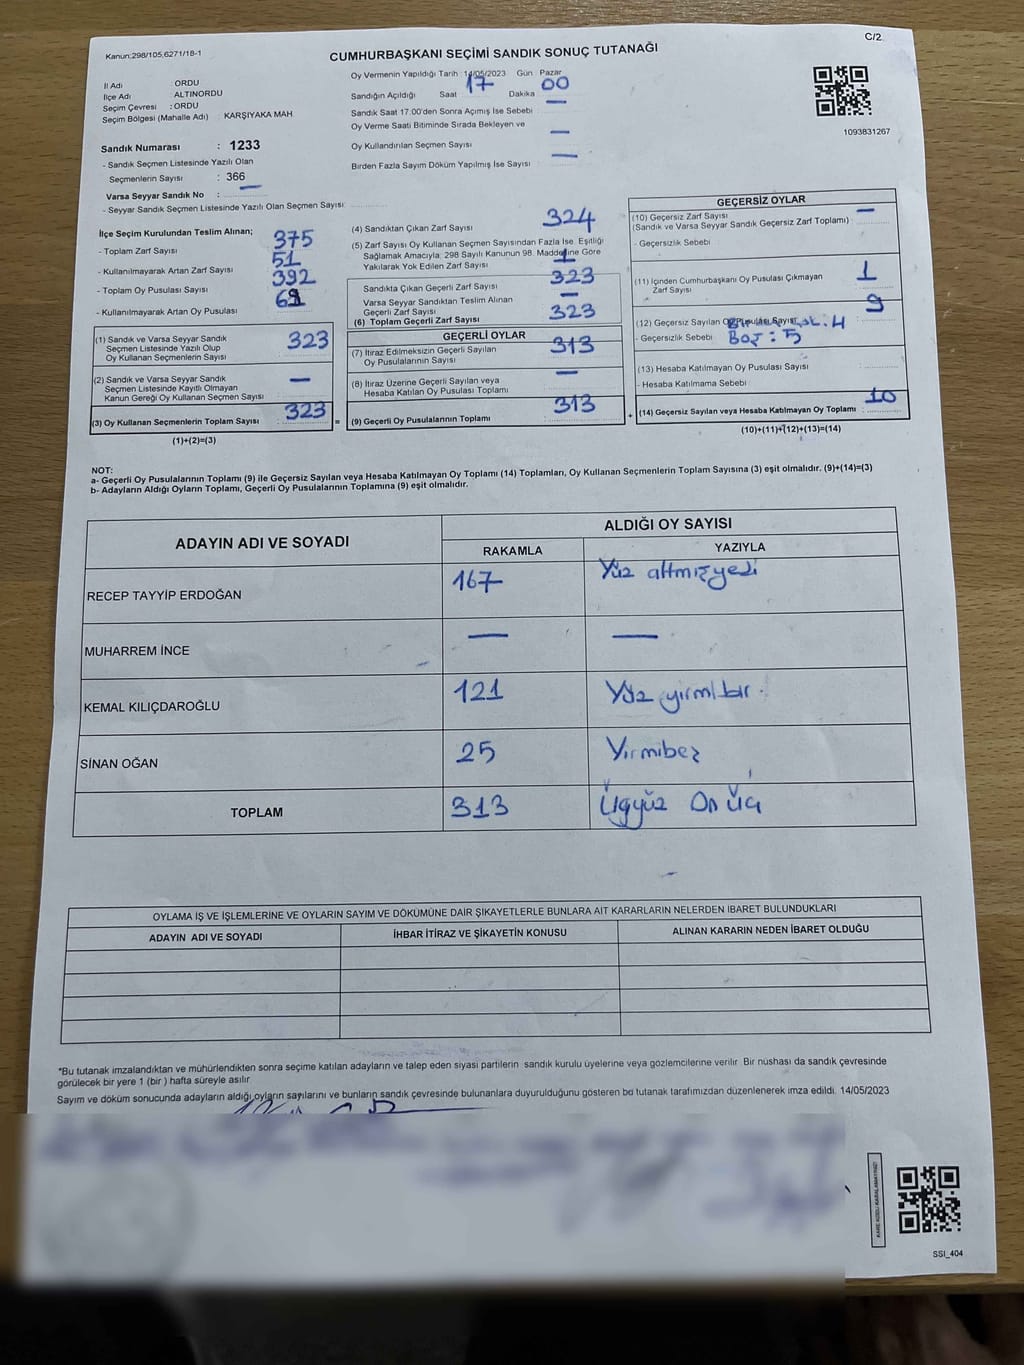 Kanun:298/105,6271/18-1
C/2
CUMHURBAŞKANI SEÇİMİ SANDIK SONUÇ TUTANAĞI
İl Adı : ORDU
İlçe Adı : ALTINORDU
Seçim Çevresi : ORDU
Seçim Bölgesi (Mahalle Adı) KARŞIYAKA MAH
Oy Vermenin Yapıldığı Tarih : 14/05/2023 Gün Pazar
Sandığın Açıldığı Saat 17 Dakika 00
Sandık Saat 17:00'den Sonra Açımış İse Sebebi —
Oy Verme Saati Bitiminde Sırada Bekleyen ve
Oy Kullandırılan Seçmen Sayısı —
Birden Fazla Sayım Döküm Yapılmış İse Sayısı —
1093831267
Sandık Numarası : 1233
- Sandık Seçmen Listesinde Yazılı Olan
Seçmenlerin Sayısı : 366
Varsa Seyyar Sandık No : —
- Seyyar Sandık Seçmen Listesinde Yazılı Olan Seçmen Sayısı:
İlçe Seçim Kurulundan Teslim Alınan;
- Toplam Zarf Sayısı 375
- Kullanılmayarak Artan Zarf Sayısı 51
- Toplam Oy Pusulası Sayısı 392
- Kullanılmayarak Artan Oy Pusulası
(1) Sandık ve Varsa Seyyar Sandık
Seçmen Listesinde Yazılı Olup
Oy Kullanan Seçmenlerin Sayısı 323
(2) Sandık ve Varsa Seyyar Sandık
Seçmen Listesinde Kayıtlı Olmayan
Kanun Gereği Oy Kullanan Seçmen Sayısı —
(3) Oy Kullanan Seçmenlerin Toplam Sayısı 323 =
(1)+(2)=(3)
(4) Sandıktan Çıkan Zarf Sayısı 324
(5) Zarf Sayısı Oy Kullanan Seçmen Sayısından Fazla İse, Eşitliği
Sağlamak Amacıyla; 298 Sayılı Kanunun 98. Maddesine Göre
Yakılarak Yok Edilen Zarf Sayısı 1
Sandıkta Çıkan Geçerli Zarf Sayısı 323
Varsa Seyyar Sandıktan Teslim Alınan
Geçerli Zarf Sayısı —
(6) Toplam Geçerli Zarf Sayısı 323
GEÇERLİ OYLAR
(7) İtiraz Edilmeksizin Geçerli Sayılan
Oy Pusulalarının Sayısı 313
(8) İtiraz Üzerine Geçerli Sayılan veya
Hesaba Katılan Oy Pusulası Toplamı —
(9) Geçerli Oy Pusulalarının Toplamı 313 +
GEÇERSİZ OYLAR
(10) Geçersiz Zarf Sayısı
(Sandık ve Varsa Seyyar Sandık Geçersiz Zarf Toplamı) —
- Geçersizlik Sebebi
(11) İçinden Cumhurbaşkanı Oy Pusulası Çıkmayan
Zarf Sayısı 1
(12) Geçersiz Sayılan Oy Pusulası Sayısı 9
- Geçersizlik Sebebi Boş : 5
(13) Hesaba Katılmayan Oy Pusulası Sayısı
- Hesaba Katılmama Sebebi
(14) Geçersiz Sayılan veya Hesaba Katılmayan Oy Toplamı 10
(10)+(11)+(12)+(13)=(14)
NOT:
a- Geçerli Oy Pusulalarının Toplamı (9) ile Geçersiz Sayılan veya Hesaba Katılmayan Oy Toplamı (14) Toplamları, Oy Kullanan Seçmenlerin Toplam Sayısına (3) eşit olmalıdır. (9)+(14)=(3)
b- Adayların Aldığı Oyların Toplamı, Geçerli Oy Pusulalarının Toplamına (9) eşit olmalıdır.
ADAYIN ADI VE SOYADI
ALDIĞI OY SAYISI
RAKAMLA YAZIYLA
RECEP TAYYİP ERDOĞAN 167 Yüz altmışyedi
MUHARREM İNCE — —
KEMAL KILIÇDAROĞLU 121 Yüz yirmi bir.
SİNAN OĞAN 25 Yirmibeş
TOPLAM 313 Üçyüz On Üç
OYLAMA İŞ VE İŞLEMLERİNE VE OYLARIN SAYIM VE DÖKÜMÜNE DAİR ŞİKAYETLERLE BUNLARA AİT KARARLARIN NELERDEN İBARET BULUNDUKLARI
ADAYIN ADI VE SOYADI İHBAR İTİRAZ VE ŞİKAYETİN KONUSU ALINAN KARARIN NEDEN İBARET OLDUĞU
*Bu tutanak imzalandıktan ve mühürlendikten sonra seçime katılan adayların ve talep eden siyasi partilerin sandık kurulu üyelerine veya gözlemcilerine verilir. Bir nüshası da sandık çevresinde
görülecek bir yere 1 (bir) hafta süreyle asılır
Sayım ve döküm sonucunda adayların aldığı oyların sayılarını ve bunların sandık çevresinde bulunanlara duyurulduğunu gösteren bu tutanak tarafımızdan düzenlenerek imza edildi. 14/05/2023
KARE KODU KARALAMAYINIZ!
SSI_404